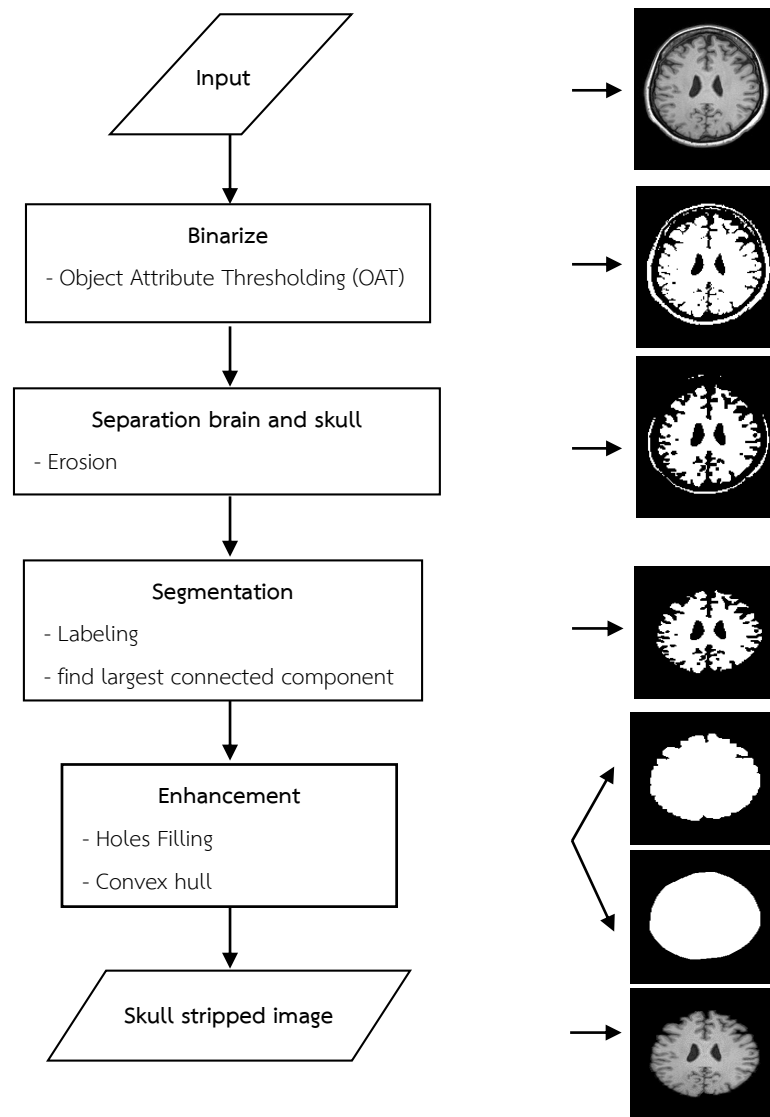 Input
Binarize
- Object Attribute Thresholding (OAT)
Separation brain and skull
- Erosion
Segmentation
- Labeling
- find largest connected component
Enhancement
- Holes Filling
- Convex hull
Skull stripped image